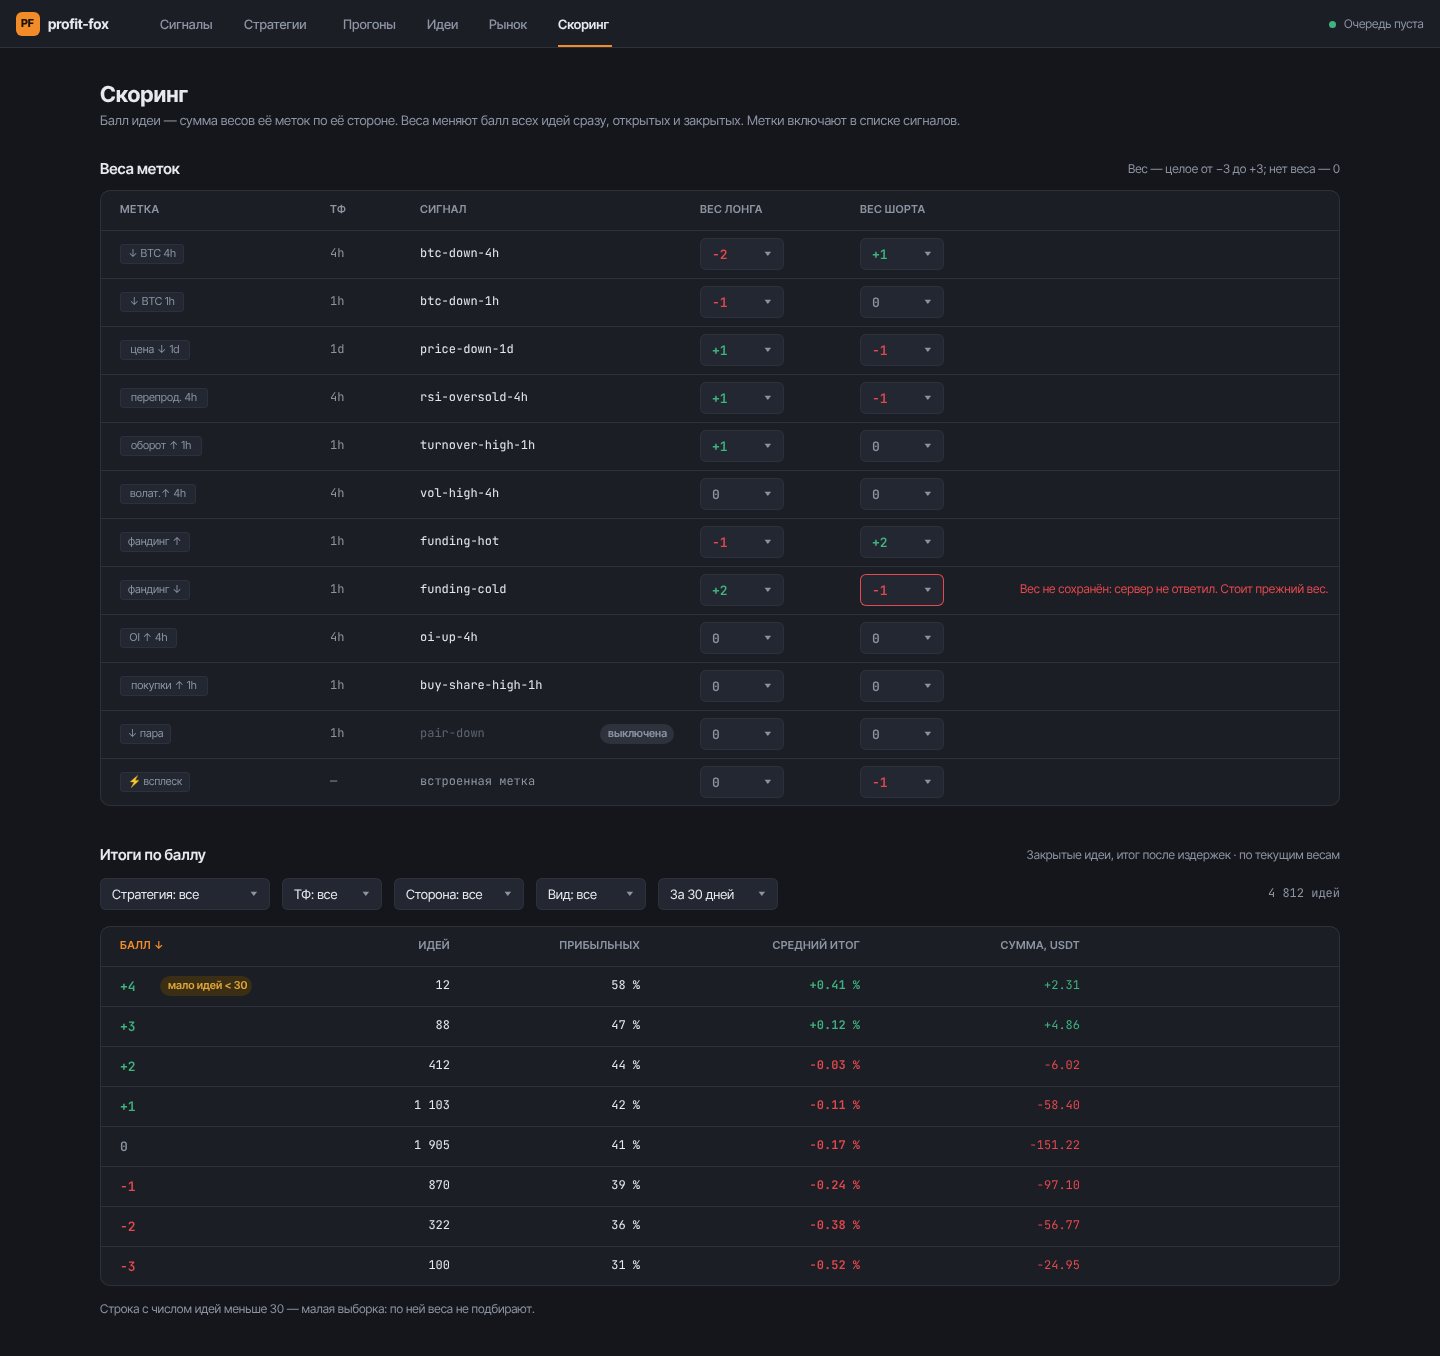 PF profit-fox Сигналы Стратегии Прогоны Идеи Рынок Скоринг Очередь пуста
Скоринг
Балл идеи — сумма весов её меток по её стороне. Веса меняют балл всех идей сразу, открытых и закрытых. Метки включают в списке сигналов.
Веса меток Вес — целое от −3 до +3; нет веса — 0
МЕТКА ТФ СИГНАЛ ВЕС ЛОНГА ВЕС ШОРТА
↓ BTC 4h 4h btc-down-4h -2 +1
↓ BTC 1h 1h btc-down-1h -1 0
цена ↓ 1d 1d price-down-1d +1 -1
перепрод. 4h 4h rsi-oversold-4h +1 -1
оборот ↑ 1h 1h turnover-high-1h +1 0
волат.↑ 4h 4h vol-high-4h 0 0
фандинг ↑ 1h funding-hot -1 +2
фандинг ↓ 1h funding-cold +2 -1 Вес не сохранён: сервер не ответил. Стоит прежний вес.
OI ↑ 4h 4h oi-up-4h 0 0
покупки ↑ 1h 1h buy-share-high-1h 0 0
↓ пара 1h pair-down выключена 0 0
⚡ всплеск — встроенная метка 0 -1
Итоги по баллу Закрытые идеи, итог после издержек · по текущим весам
Стратегия: все ТФ: все Сторона: все Вид: все За 30 дней 4 812 идей
БАЛЛ ↓ ИДЕЙ ПРИБЫЛЬНЫХ СРЕДНИЙ ИТОГ СУММА, USDT
+4 мало идей < 30 12 58 % +0.41 % +2.31
+3 88 47 % +0.12 % +4.86
+2 412 44 % -0.03 % -6.02
+1 1 103 42 % -0.11 % -58.40
0 1 905 41 % -0.17 % -151.22
-1 870 39 % -0.24 % -97.10
-2 322 36 % -0.38 % -56.77
-3 100 31 % -0.52 % -24.95
Строка с числом идей меньше 30 — малая выборка: по ней веса не подбирают.